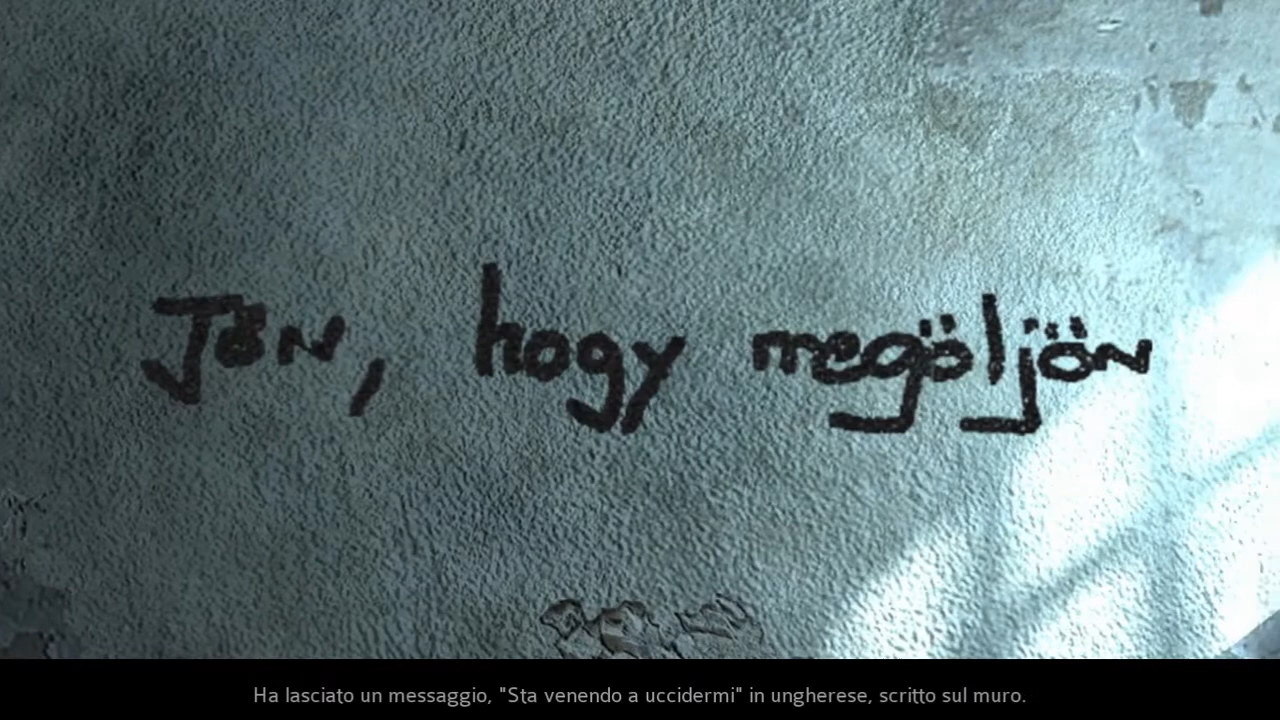 Jön, hogy megöljön
Ha lasciato un messaggio, "Sta venendo a uccidermi" in ungherese, scritto sul muro.